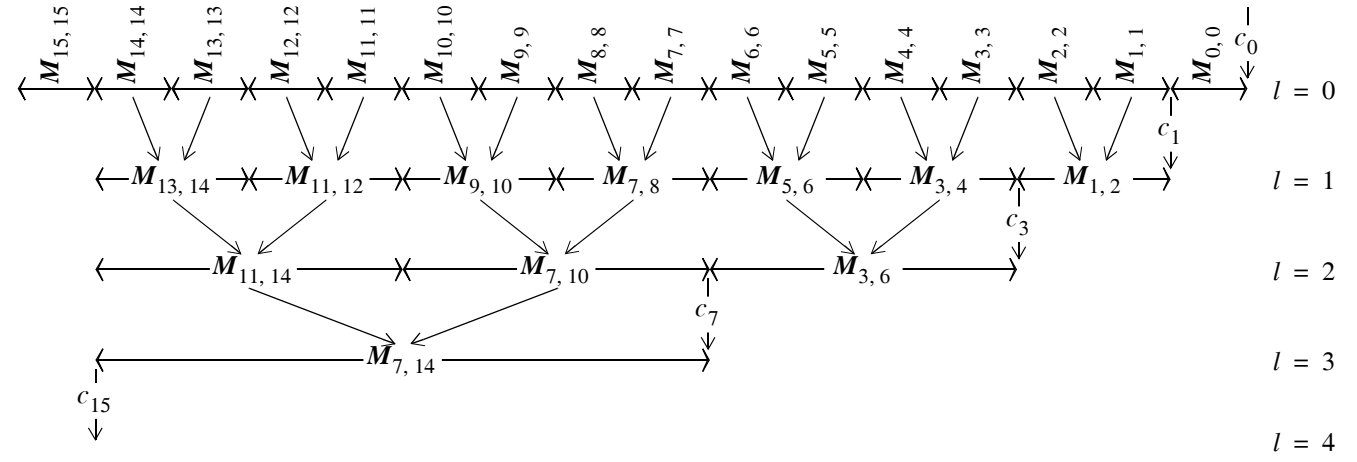 M15, 15 M14, 14 M13, 13 M12, 12 M11, 11 M10, 10 M9, 9 M8, 8 M7, 7 M6, 6 M5, 5 M4, 4 M3, 3 M2, 2 M1, 1 M0, 0 c0
l = 0
c1
M13, 14 M11, 12 M9, 10 M7, 8 M5, 6 M3, 4 M1, 2 l = 1
c3
M11, 14 M7, 10 M3, 6 l = 2
c7
M7, 14 l = 3
c15
l = 4